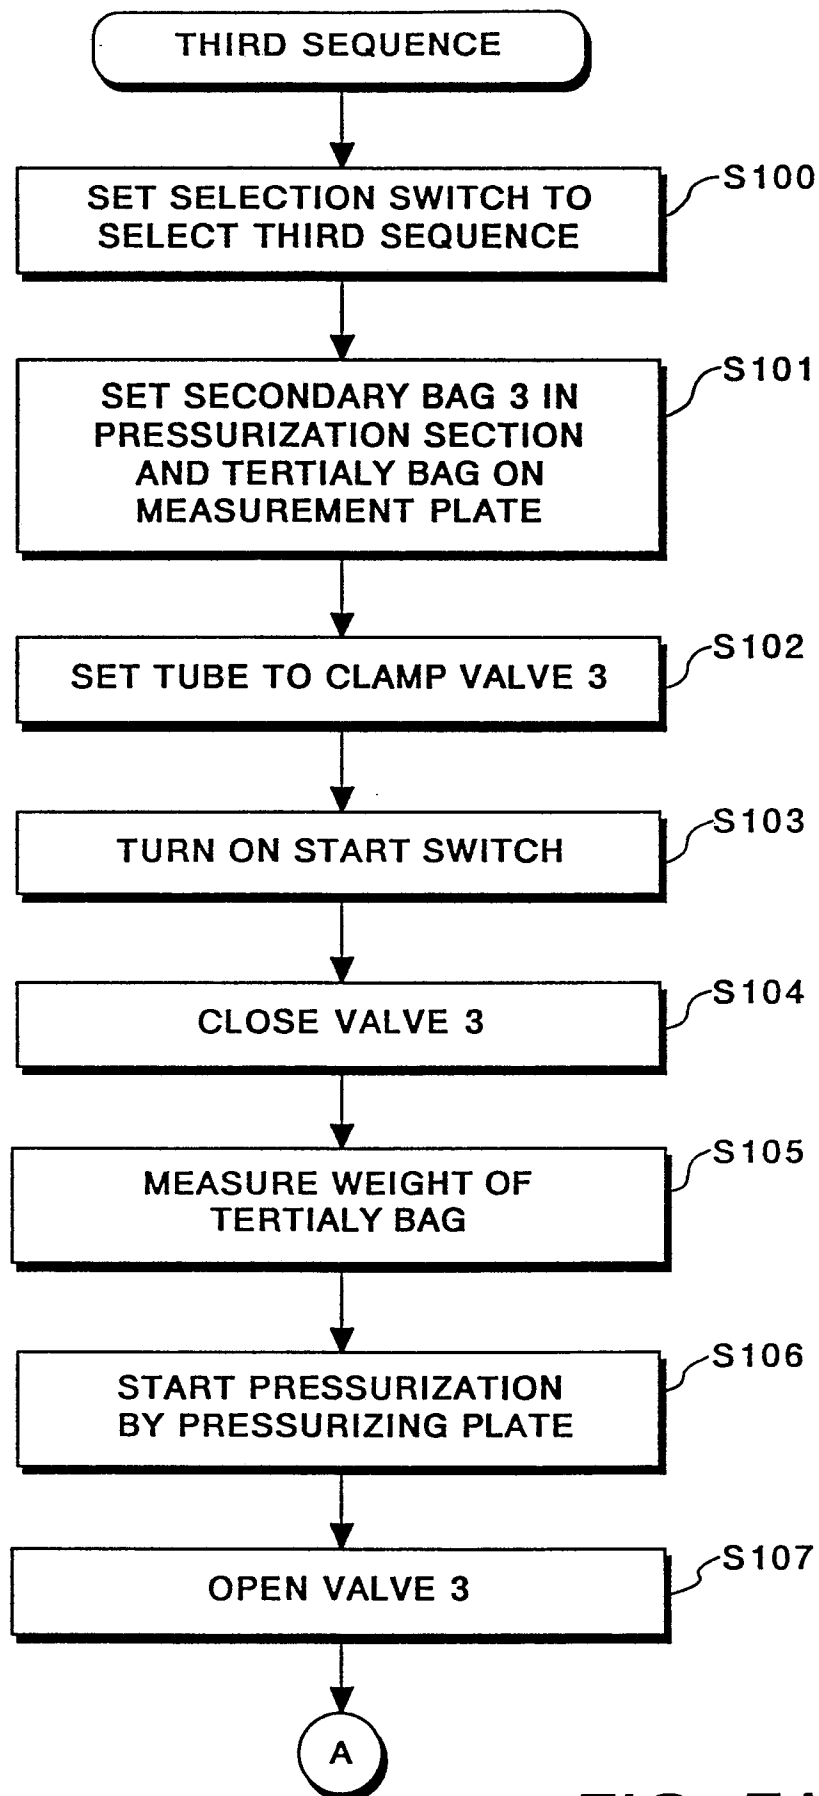 THIRD SEQUENCE
S100
SET SELECTION SWITCH TO
SELECT THIRD SEQUENCE
S101
SET SECONDARY BAG 3 IN
PRESSURIZATION SECTION
AND TERTIALY BAG ON
MEASUREMENT PLATE
S102
SET TUBE TO CLAMP VALVE 3
S103
TURN ON START SWITCH
S104
CLOSE VALVE 3
S105
MEASURE WEIGHT OF
TERTIALY BAG
S106
START PRESSURIZATION
BY PRESSURIZING PLATE
S107
OPEN VALVE 3
A